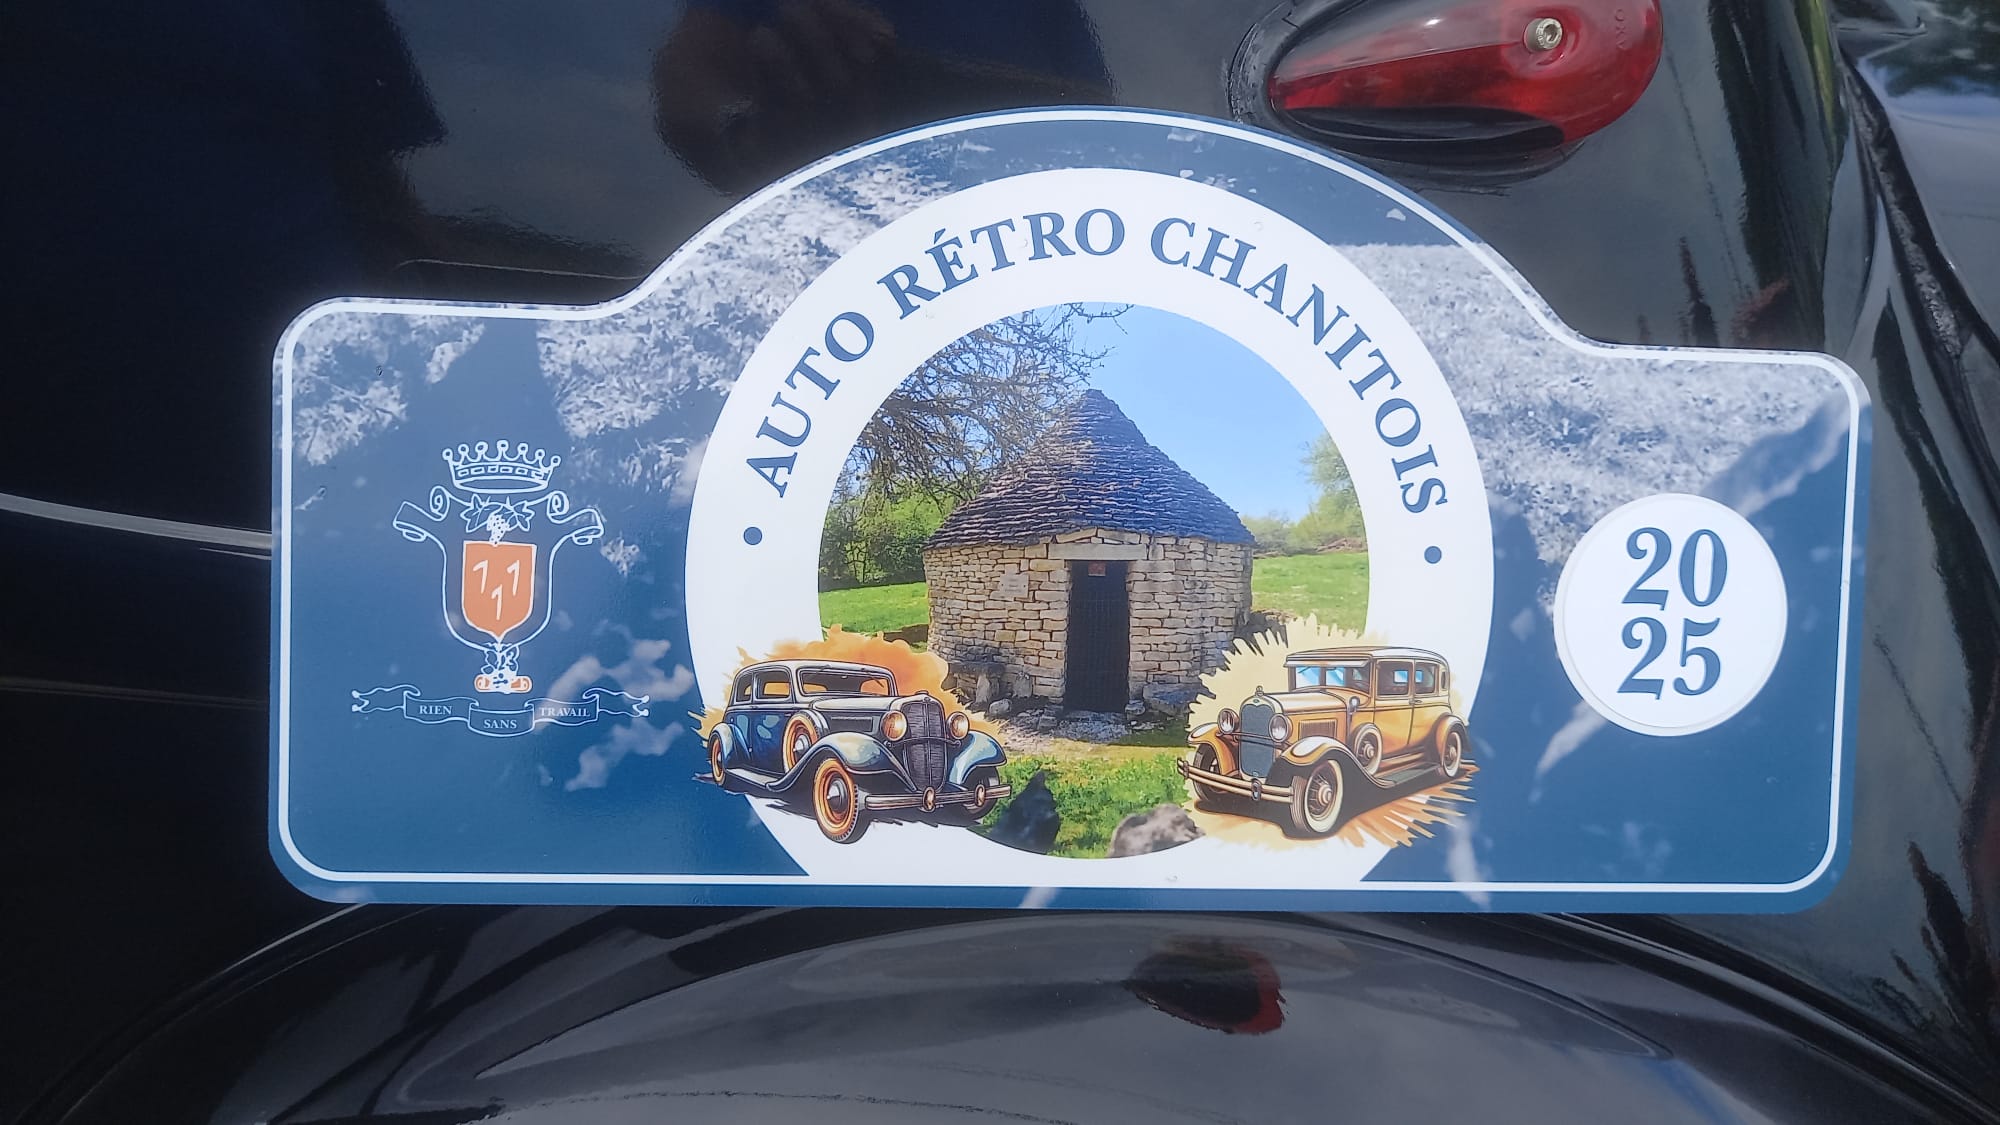 • AUTO RÉTRO CHANITOIS •
RIEN SANS TRAVAIL
20
25